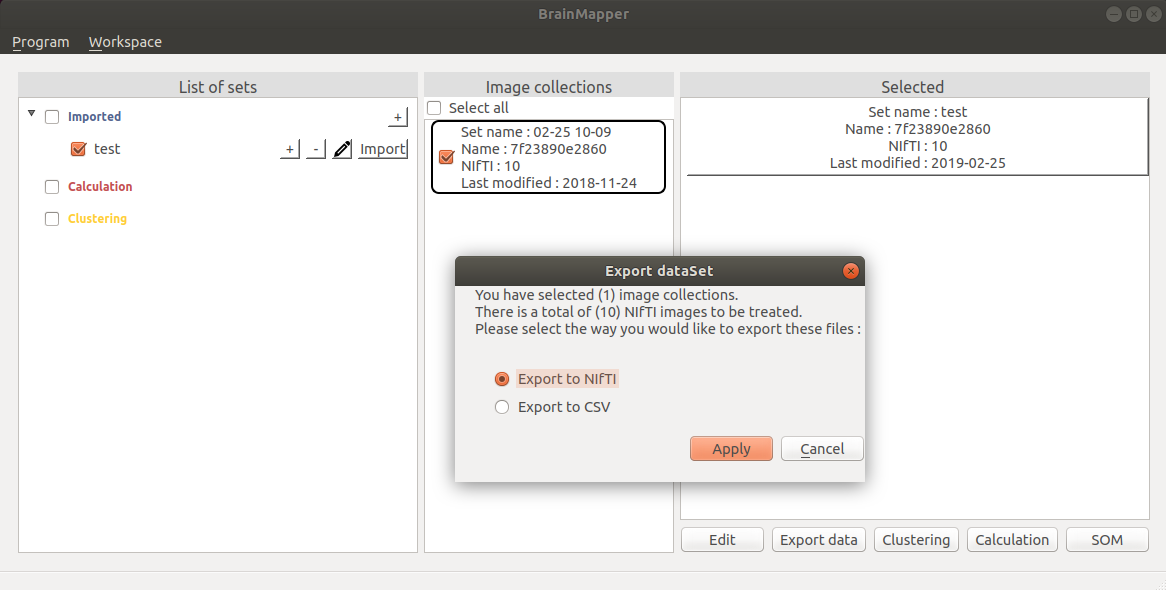 BrainMapper
Program Workspace
List of sets
Imported
+
test
+ - Import
Calculation
Clustering
Image collections
Select all
Set name : 02-25 10-09
Name : 7f23890e2860
NIfTI : 10
Last modified : 2018-11-24
Selected
Set name : test
Name : 7f23890e2860
NIfTI : 10
Last modified : 2019-02-25
Export dataSet
You have selected (1) image collections.
There is a total of (10) NIfTI images to be treated.
Please select the way you would like to export these files :
Export to NIfTI
Export to CSV
Apply Cancel
Edit Export data Clustering Calculation SOM